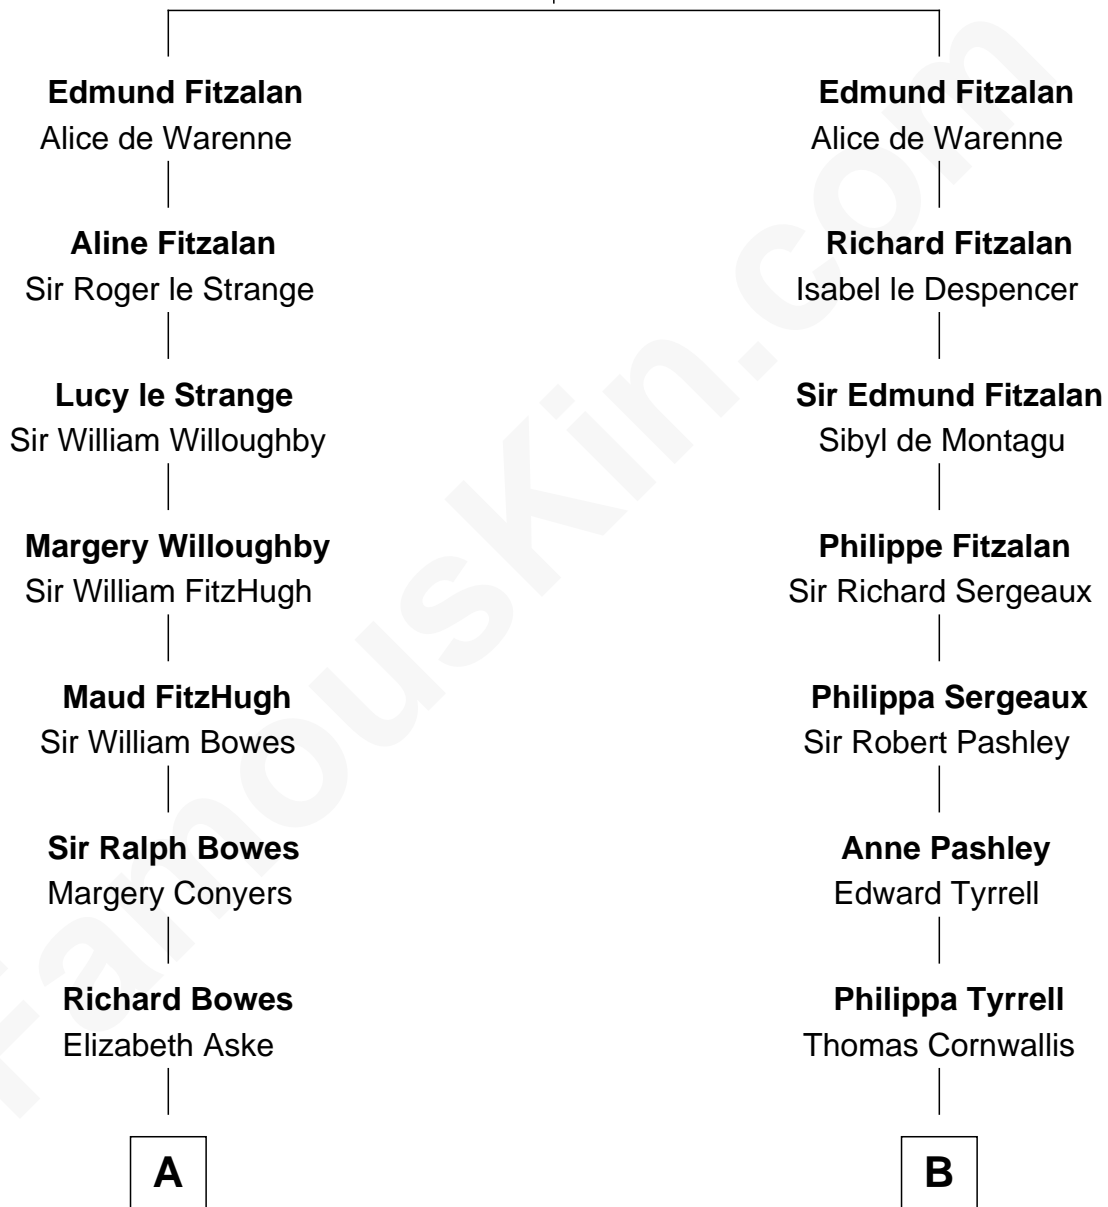 Edmund Fitzalan
Alice de Warenne
Aline Fitzalan
Sir Roger le Strange
Lucy le Strange
Sir William Willoughby
Margery Willoughby
Sir William FitzHugh
Maud FitzHugh
Sir William Bowes
Sir Ralph Bowes
Margery Conyers
Richard Bowes
Elizabeth Aske
A
Edmund Fitzalan
Alice de Warenne
Richard Fitzalan
Isabel le Despencer
Sir Edmund Fitzalan
Sibyl de Montagu
Philippe Fitzalan
Sir Richard Sergeaux
Philippa Sergeaux
Sir Robert Pashley
Anne Pashley
Edward Tyrrell
Philippa Tyrrell
Thomas Cornwallis
B
FamousKin.com